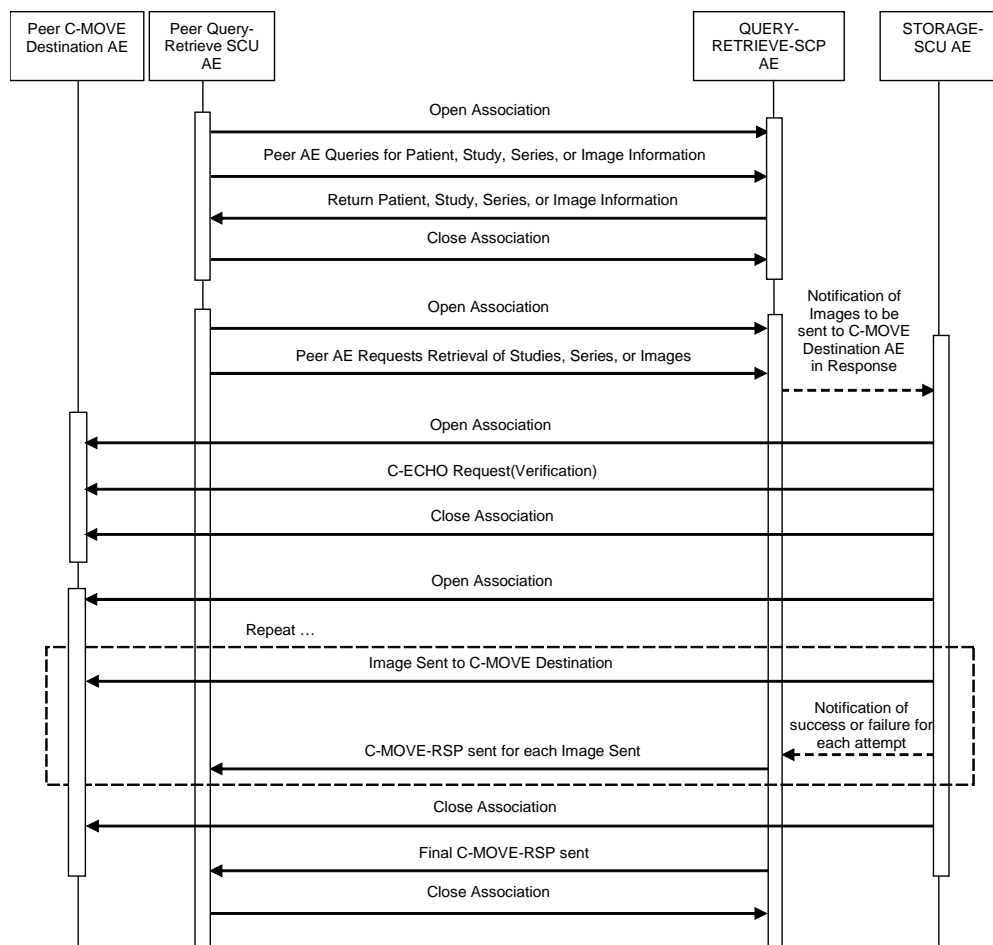 Peer C-MOVE
Destination AE
Peer Query-
Retrieve SCU
AE
QUERY-
RETRIEVE-SCP
AE
STORAGE-
SCU AE
Open Association
Peer AE Queries for Patient, Study, Series, or Image Information
Return Patient, Study, Series, or Image Information
Close Association
Notification of
Images to be
sent to C-MOVE
Destination AE
in Response
Open Association
Peer AE Requests Retrieval of Studies, Series, or Images
Open Association
C-ECHO Request(Verification)
Close Association
Open Association
Repeat …
Image Sent to C-MOVE Destination
Notification of
success or failure for
each attempt
C-MOVE-RSP sent for each Image Sent
Close Association
Final C-MOVE-RSP sent
Close Association